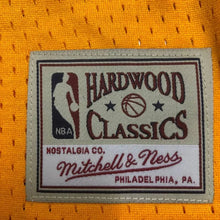 HARDWOOD
NBA
CLASSICS
NOSTALGIA CO.
Mitchell & Ness
PHILADELPHIA, PA.